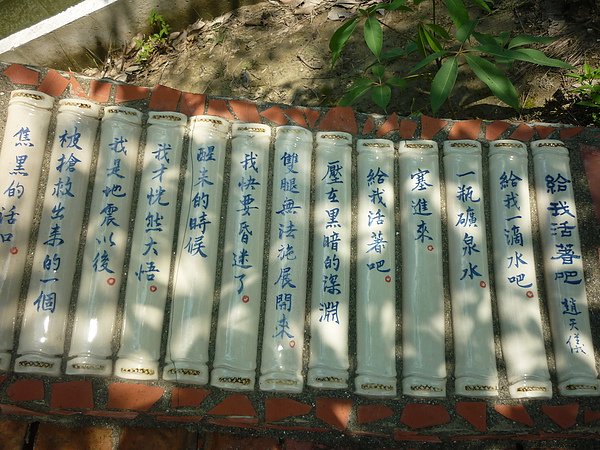 給我活著吧 趙天儀
給我一滴水吧
一瓶礦泉水
塞進來
給我活著吧
壓在黑暗的深淵
雙腿無法施展開來
我快要昏迷了
醒來的時候
我才恍然大悟
我是地震以後
被搶救出來的一個
焦黑的活口